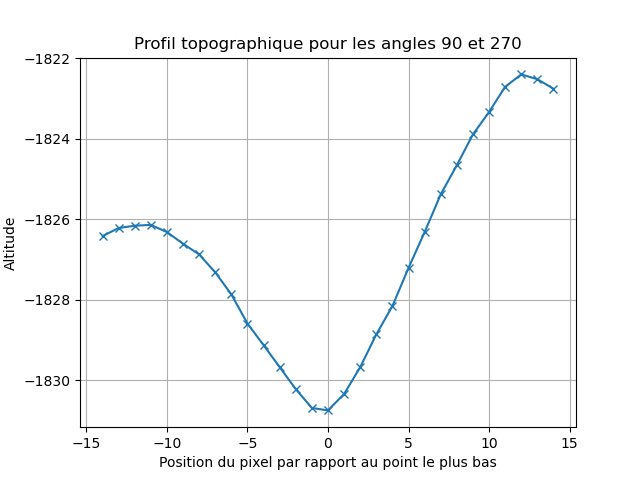 Profil topographique pour les angles 90 et 270
−1822
−1824
−1826
−1828
−1830
Altitude
−15 −10 −5 0 5 10 15
Position du pixel par rapport au point le plus bas